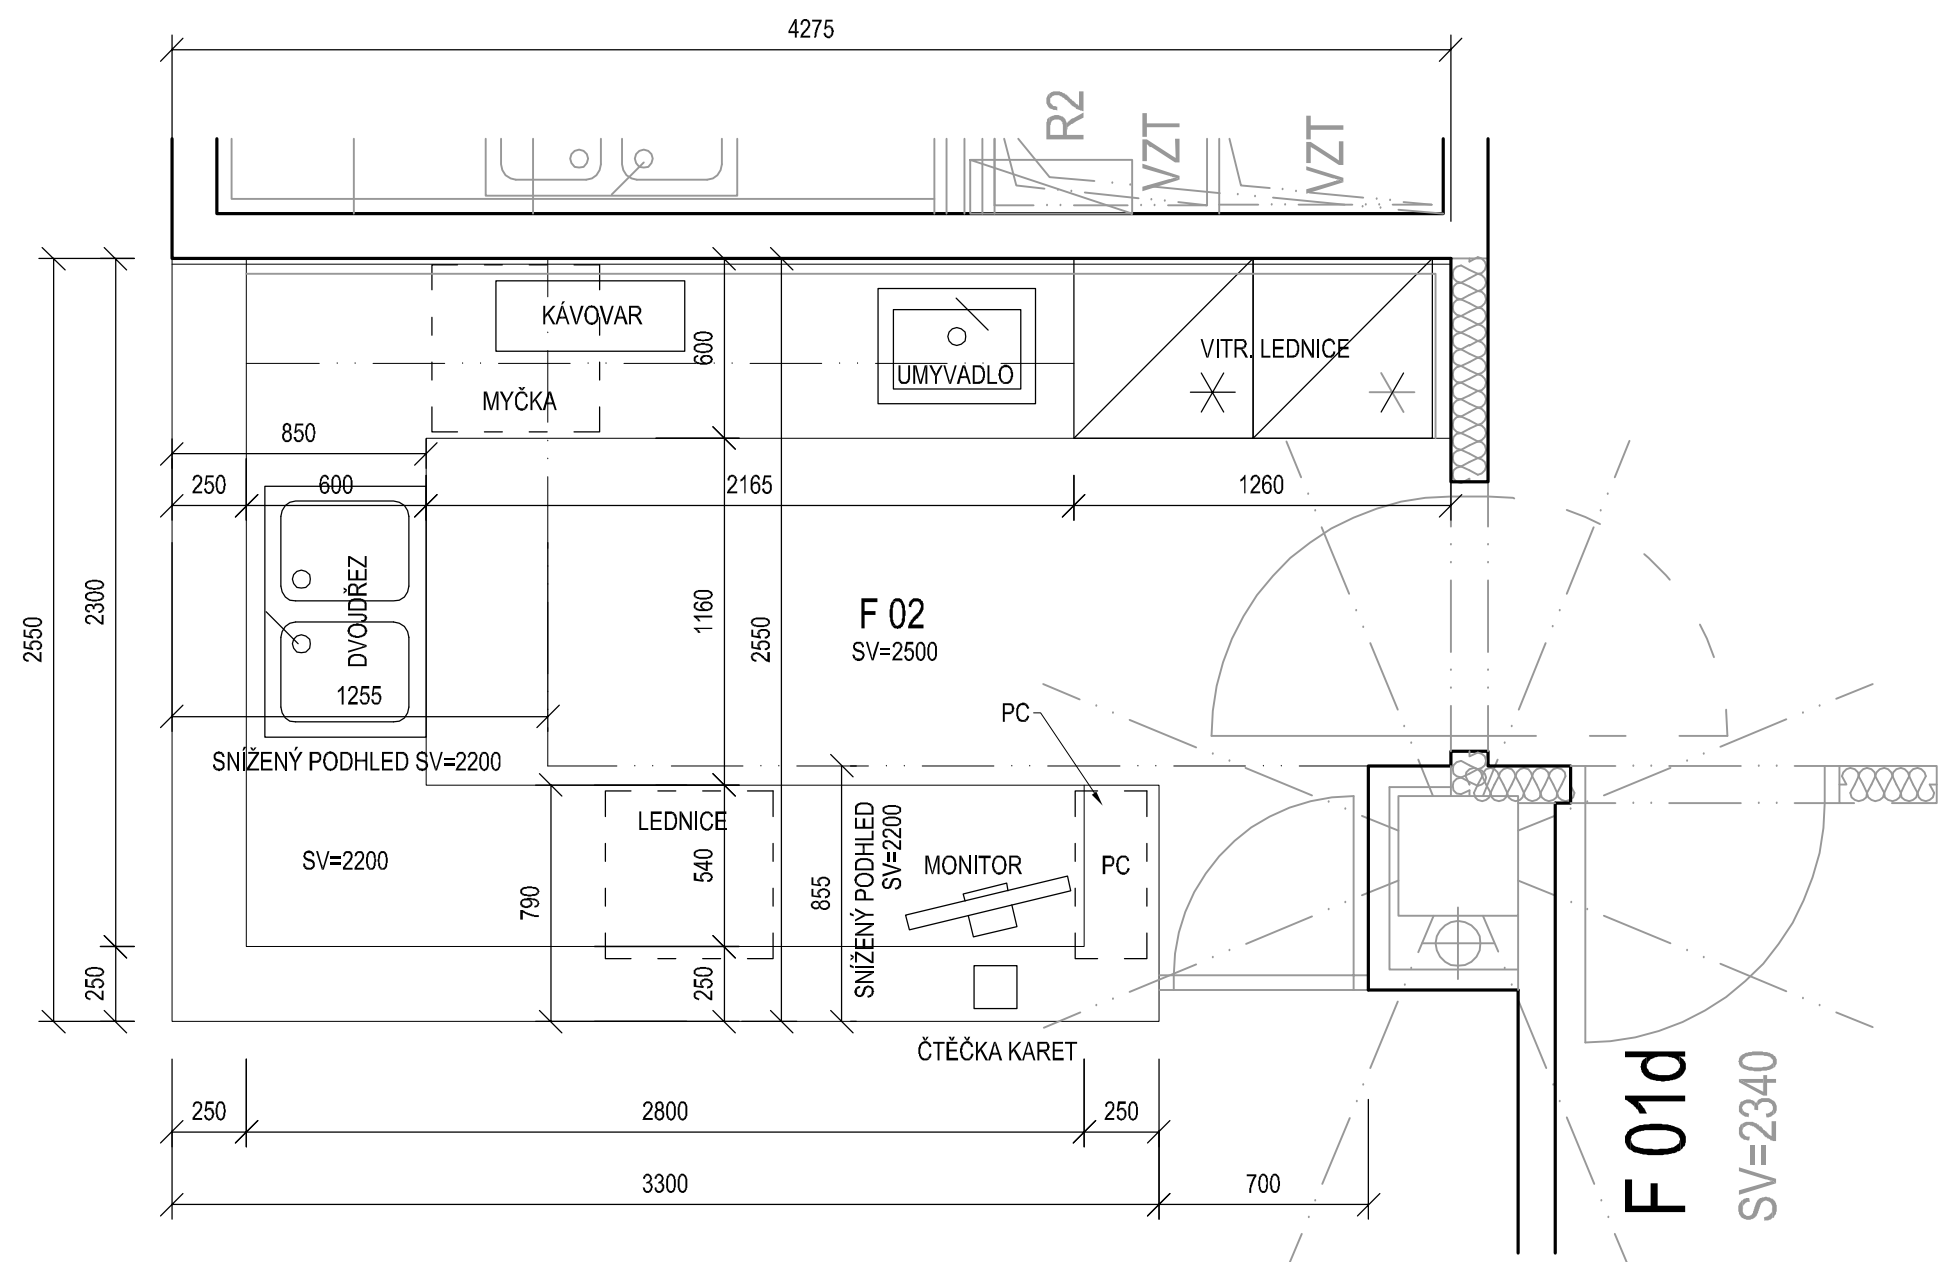 4275
R2
VZT
VZT
KÁVOVAR
600
VITR. LEDNICE
UMYVADLO
MYČKA
850
250
600
2165
1260
DVOJDŘEZ
2300
2550
1160
2550
F 02
SV=2500
1255
PC
SNÍŽENÝ PODHLED SV=2200
LEDNICE
SV=2200
540
790
855
SNÍŽENÝ PODHLED
SV=2200
MONITOR
PC
250
250
ČTĚČKA KARET
250
2800
250
3300
700
F 01d
SV=2340